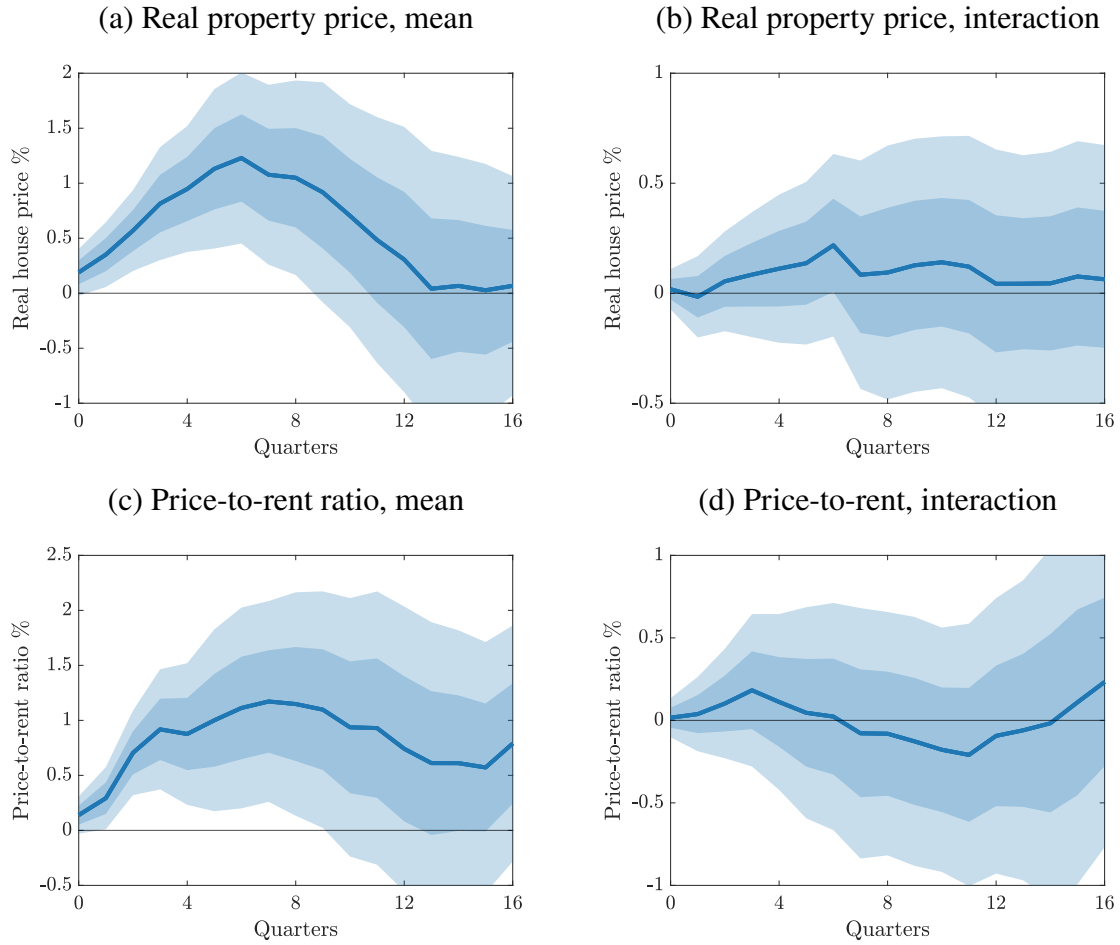 (a) Real property price, mean
(b) Real property price, interaction
2
1.5
1
0.5
0
-0.5
-1
Real house price %
0 4 8 12 16
Quarters
1
0.5
0
-0.5
Real house price %
0 4 8 12 16
Quarters
(c) Price-to-rent ratio, mean
(d) Price-to-rent, interaction
2.5
2
1.5
1
0.5
0
-0.5
Price-to-rent ratio %
0 4 8 12 16
Quarters
1
0.5
0
-0.5
-1
Price-to-rent ratio %
0 4 8 12 16
Quarters